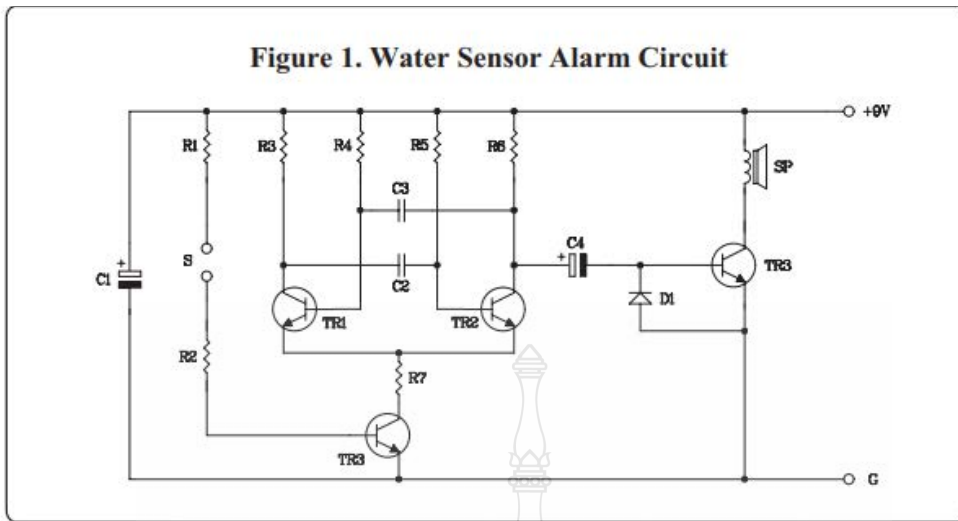 Figure 1. Water Sensor Alarm Circuit
+9V
R1
R3
R4
R5
R6
SP
C3
S
C4
+
TR3
+
C1
C2
D1
TR1
TR2
R2
R7
TR3
G